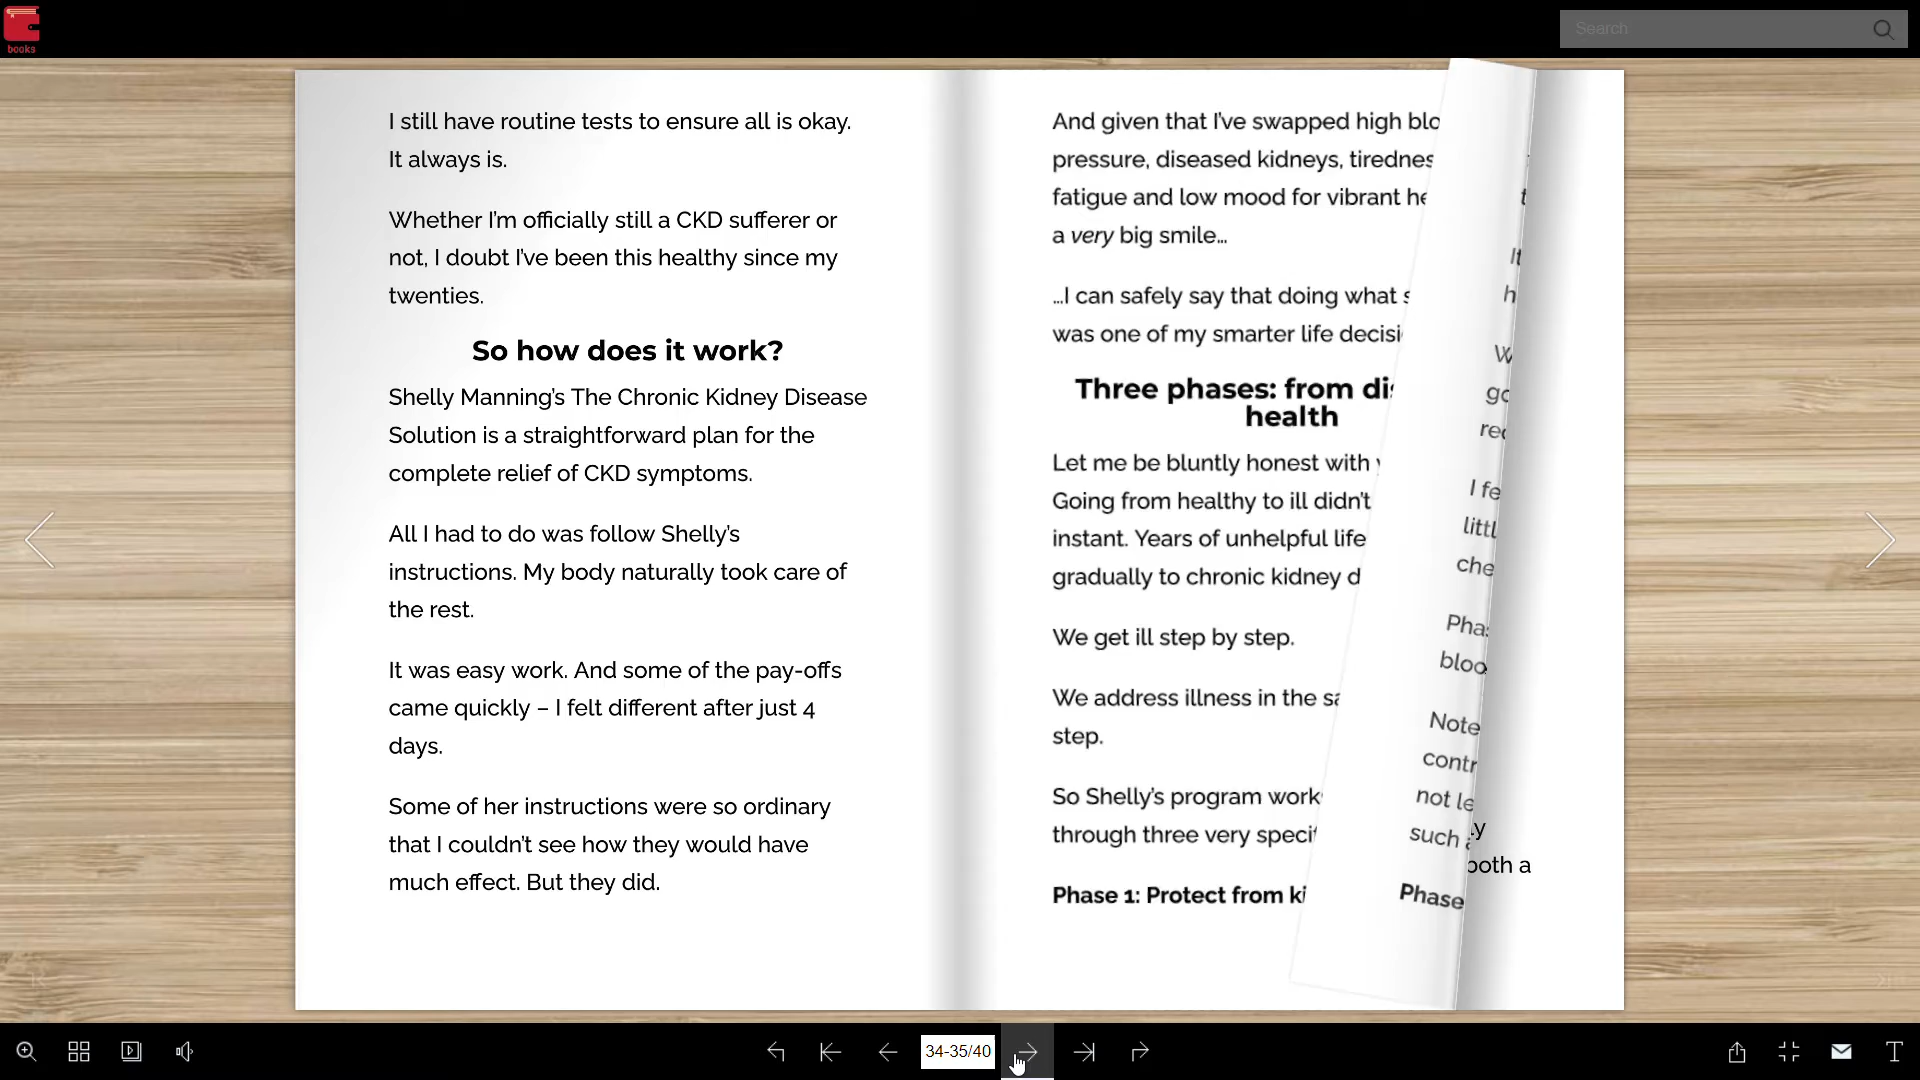 books
Search
I still have routine tests to ensure all is okay.
It always is.
Whether I'm officially still a CKD sufferer or
not, I doubt I've been this healthy since my
twenties.
So how does it work?
Shelly Manning's The Chronic Kidney Disease
Solution is a straightforward plan for the
complete relief of CKD symptoms.
All I had to do was follow Shelly's
instructions. My body naturally took care of
the rest.
It was easy work. And some of the pay-offs
came quickly – I felt different after just 4
days.
Some of her instructions were so ordinary
that I couldn't see how they would have
much effect. But they did.
And given that I've swapped high
pressure, diseased kidneys,
fatigue and low mood for vibrant
a very big smile...
...I can safely say that doing what
was one of my smarter life
Three phases: from
health
Let me be bluntly honest with
Going from healthy to ill didn't
instant. Years of unhelpful life
gradually to chronic kidney
We get ill step by step.
We address illness in the
step.
So Shelly's program
through three very
Phase 1: Protect from
It
I
Note
not
such
Phase
both a
34-35/40